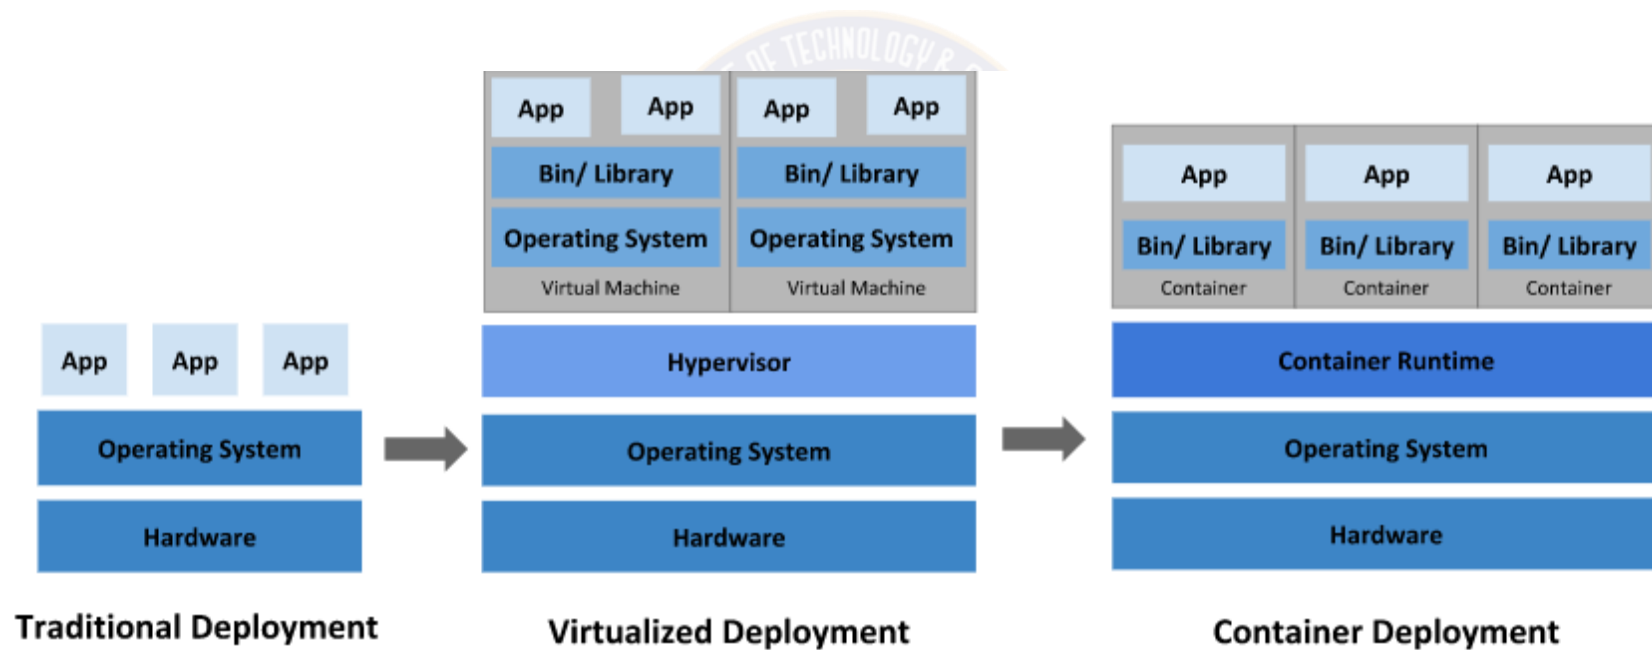 OF TECHNOLOGY &
App App App App
Bin/ Library Bin/ Library
Operating System Operating System
Virtual Machine Virtual Machine
App App App
Bin/ Library Bin/ Library Bin/ Library
Container Container Container
App App App
Hypervisor
Container Runtime
Operating System
Operating System
Operating System
Hardware
Hardware
Hardware
Traditional Deployment
Virtualized Deployment
Container Deployment